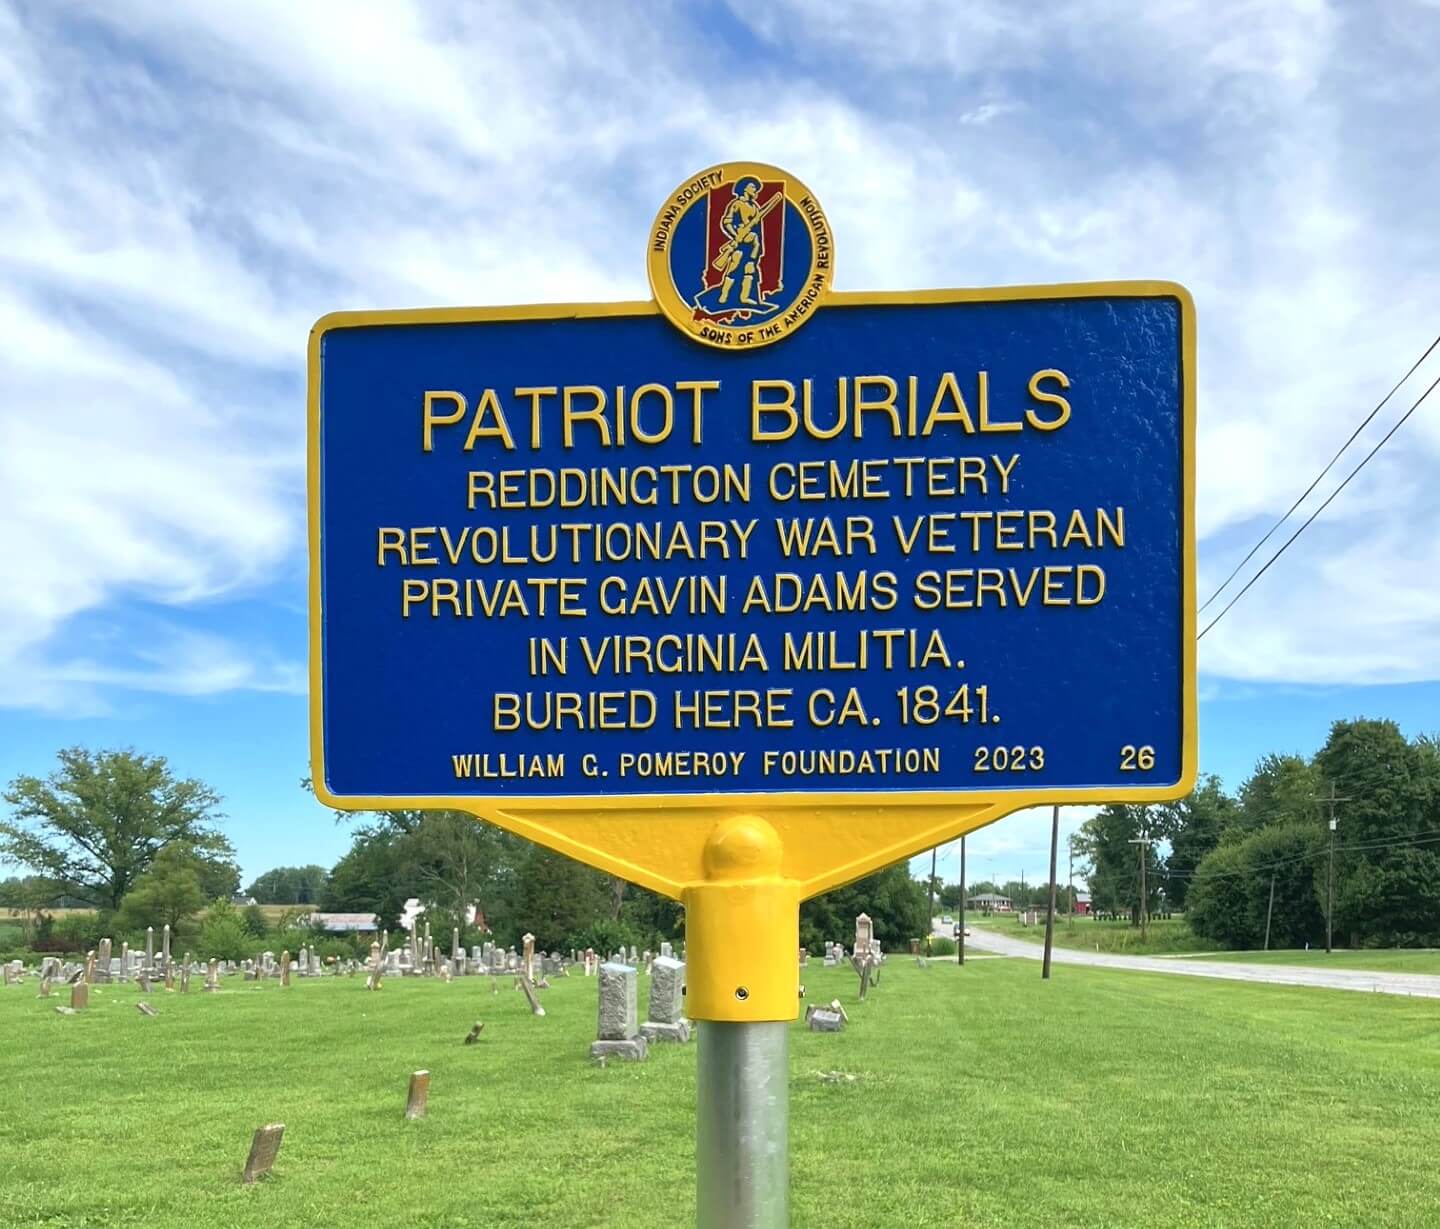 INDIANA SOCIETY
SONS OF THE AMERICAN REVOLUTION
PATRIOT BURIALS
REDDINGTON CEMETERY
REVOLUTIONARY WAR VETERAN
PRIVATE GAVIN ADAMS SERVED
IN VIRGINIA MILITIA.
BURIED HERE CA. 1841.
WILLIAM G. POMEROY FOUNDATION 2023 26